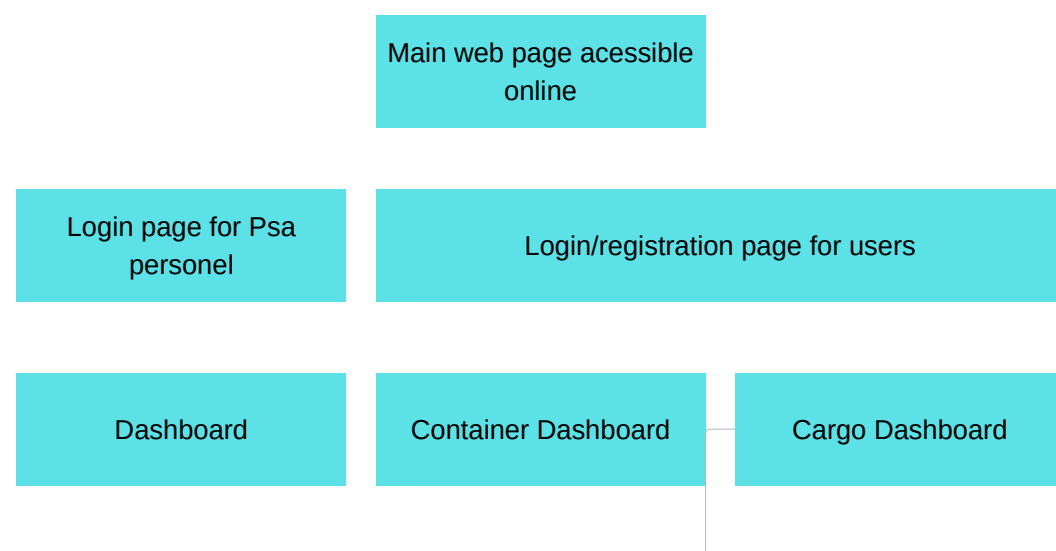 Main web page acessible
online
Login page for Psa
personel
Login/registration page for users
Dashboard
Container Dashboard
Cargo Dashboard